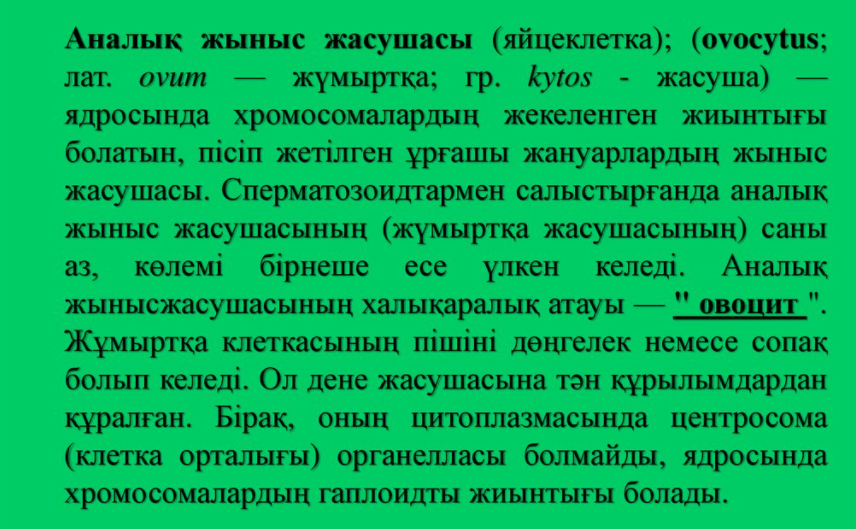 Аналық жыныс жасушасы (яйцеклетка); (ovocytus;
лат. ovum — жүмыртқа; гр. kytos - жасуша) —
ядросында хромосомалардың жекеленген жиынтығы
болатын, пісіп жетілген ұрғашы жануарлардың жыныс
жасушасы. Сперматозоидтармен салыстырғанда аналық
жыныс жасушасының (жүмыртқа жасушасының) саны
аз, көлемі бірнеше есе үлкен келеді. Аналық
жынысжасушасының халықаралық атауы — " овоцит ".
Жұмыртқа клеткасының пішіні дөңгелек немесе сопақ
болып келеді. Ол дене жасушасына тән құрылымдардан
құралған. Бірақ, оның цитоплазмасында центросома
(клетка орталығы) органелласы болмайды, ядросында
хромосомалардың гаплоидты жиынтығы болады.